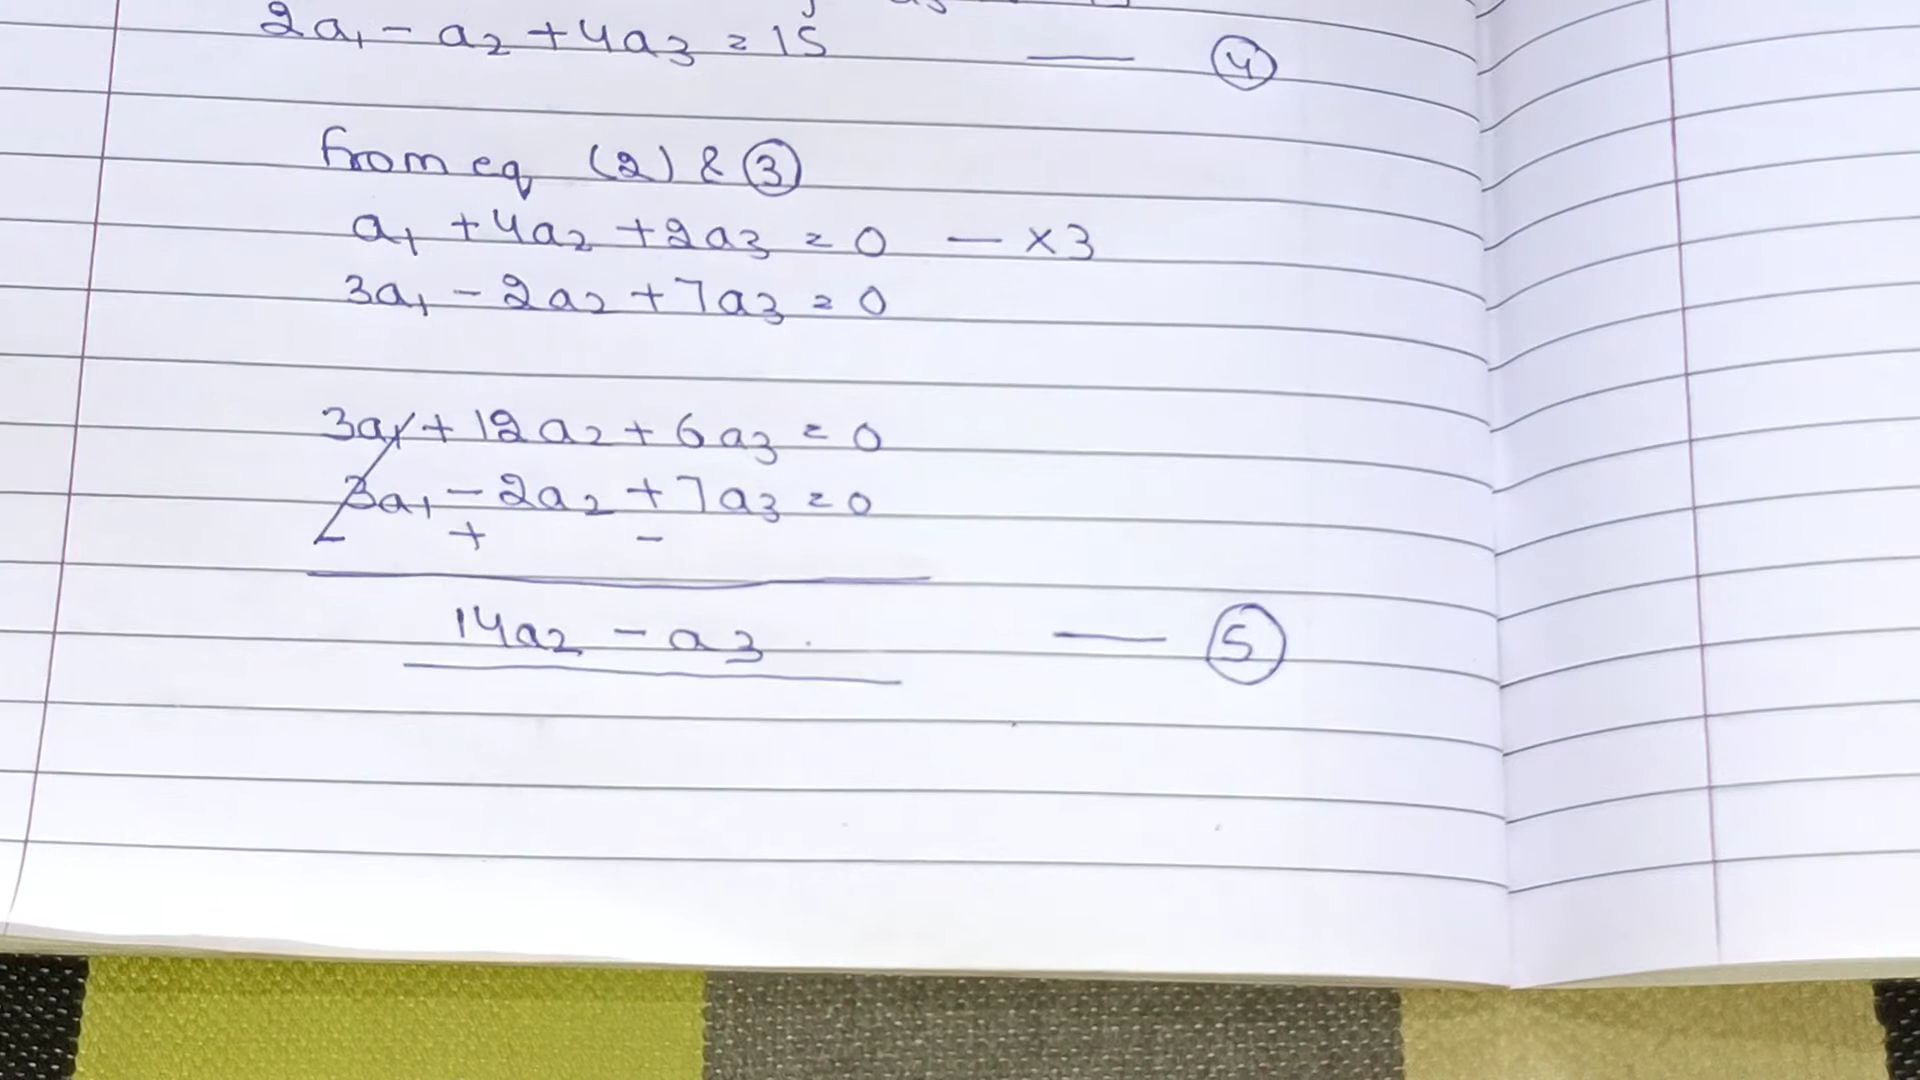 2a₁ - a₂ + 4a₃ = 15 — ④
from eq (2) & ③
a₁ + 4a₂ + 2a₃ = 0 — ×3
3a₁ - 2a₂ + 7a₃ = 0
3a₁ + 12a₂ + 6a₃ = 0
3a₁ - 2a₂ + 7a₃ = 0
- + -
14a₂ - a₃ — ⑤